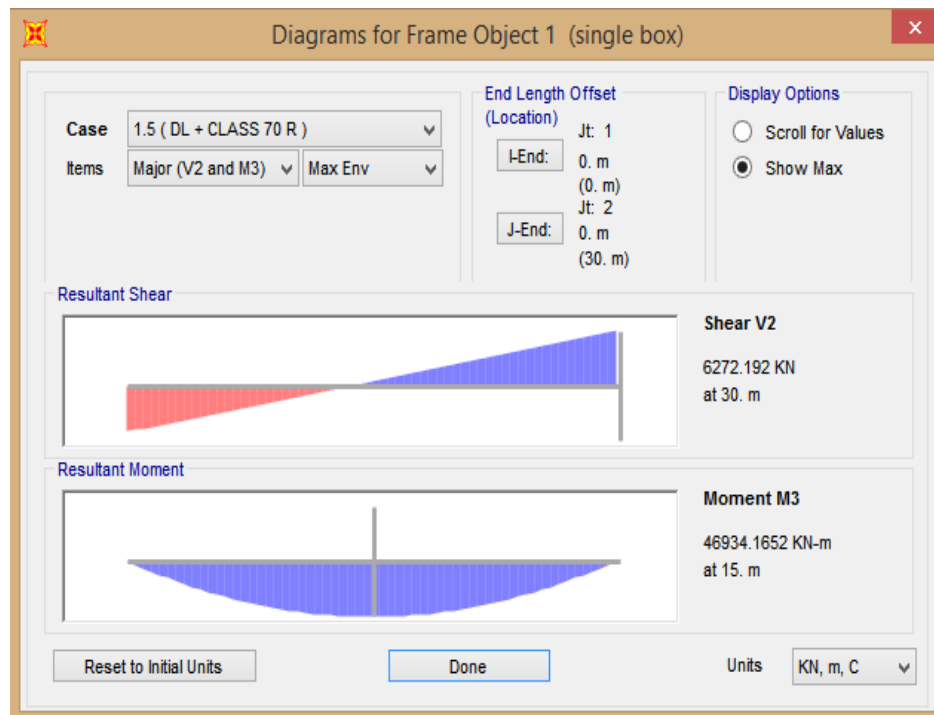 Diagrams for Frame Object 1 (single box)
x
Case
1.5 ( DL + CLASS 70 R )
Items
Major (V2 and M3)
Max Env
End Length Offset
(Location)
Jt: 1
I-End:
0. m
(0. m)
Jt: 2
J-End:
0. m
(30. m)
Display Options
Scroll for Values
Show Max
Resultant Shear
Shear V2
6272.192 KN
at 30. m
Resultant Moment
Moment M3
46934.1652 KN-m
at 15. m
Reset to Initial Units
Done
Units
KN, m, C